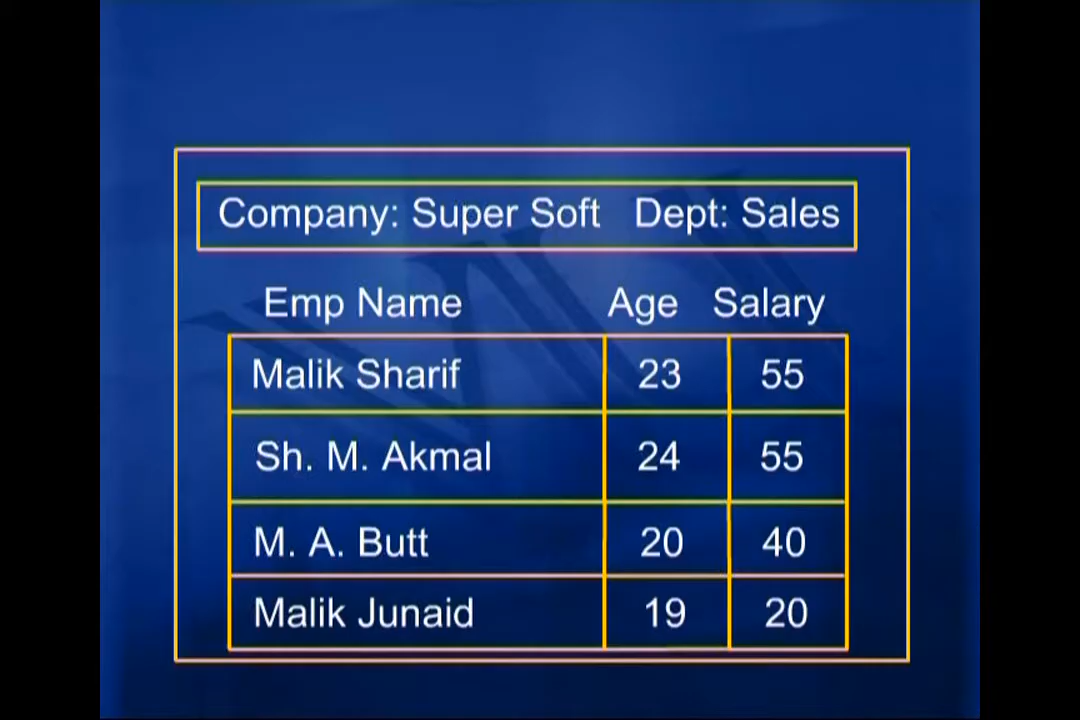 Company: Super Soft Dept: Sales
Emp Name Age Salary
Malik Sharif 23 55
Sh. M. Akmal 24 55
M. A. Butt 20 40
Malik Junaid 19 20